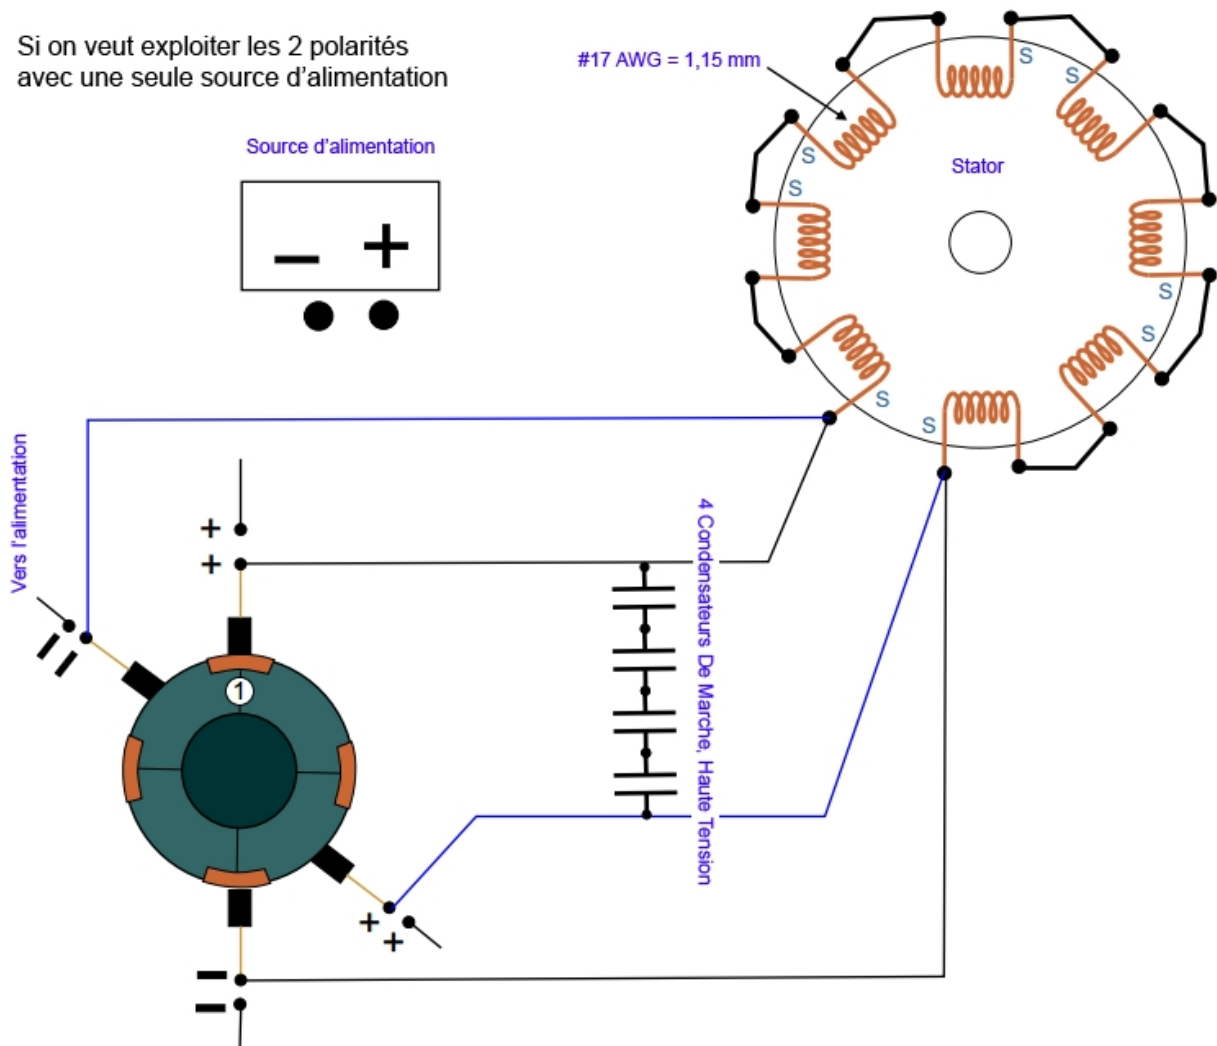 Si on veut exploiter les 2 polarités
avec une seule source d'alimentation
#17 AWG = 1,15 mm
Source d'alimentation
− +
Stator
S
S
S
S
S
S
S
S
Vers l'alimentation
+
+
4 Condensateurs De Marche, Haute Tension
− −
1
+
+
−
−